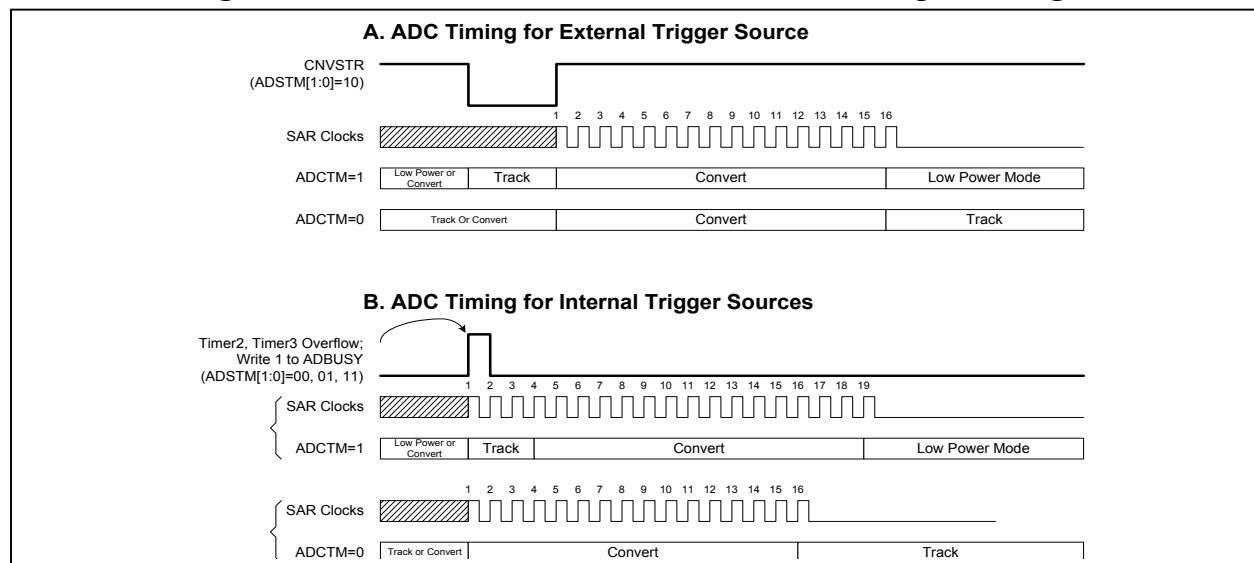 A. ADC Timing for External Trigger Source
CNVSTR
(ADSTM[1:0]=10)
1 2 3 4 5 6 7 8 9 10 11 12 13 14 15 16
SAR Clocks
ADCTM=1
Low Power or
Convert
Track
Convert
Low Power Mode
ADCTM=0
Track Or Convert
Convert
Track
B. ADC Timing for Internal Trigger Sources
Timer2, Timer3 Overflow;
Write 1 to ADBUSY
(ADSTM[1:0]=00, 01, 11)
1 2 3 4 5 6 7 8 9 10 11 12 13 14 15 16 17 18 19
SAR Clocks
ADCTM=1
Low Power or
Convert
Track
Convert
Low Power Mode
1 2 3 4 5 6 7 8 9 10 11 12 13 14 15 16
SAR Clocks
ADCTM=0
Track or Convert
Convert
Track